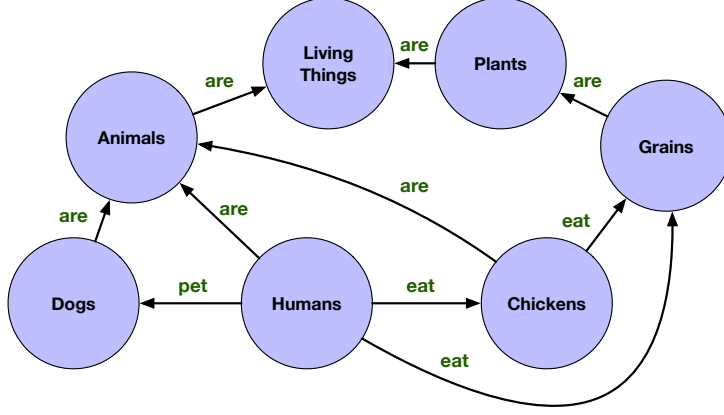 Living
Things
are
Plants
are
are
Animals
Grains
are
are
are
eat
Dogs
pet
Humans
eat
Chickens
eat